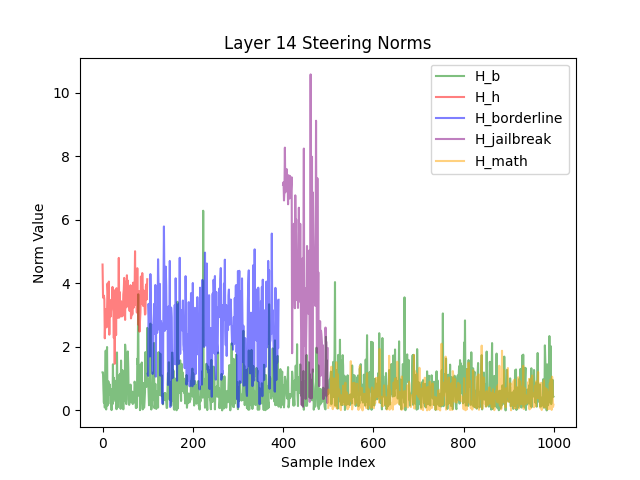 Layer 14 Steering Norms
H_b
H_h
H_borderline
H_jailbreak
H_math
Norm Value
10
8
6
4
2
0
0 200 400 600 800 1000
Sample Index